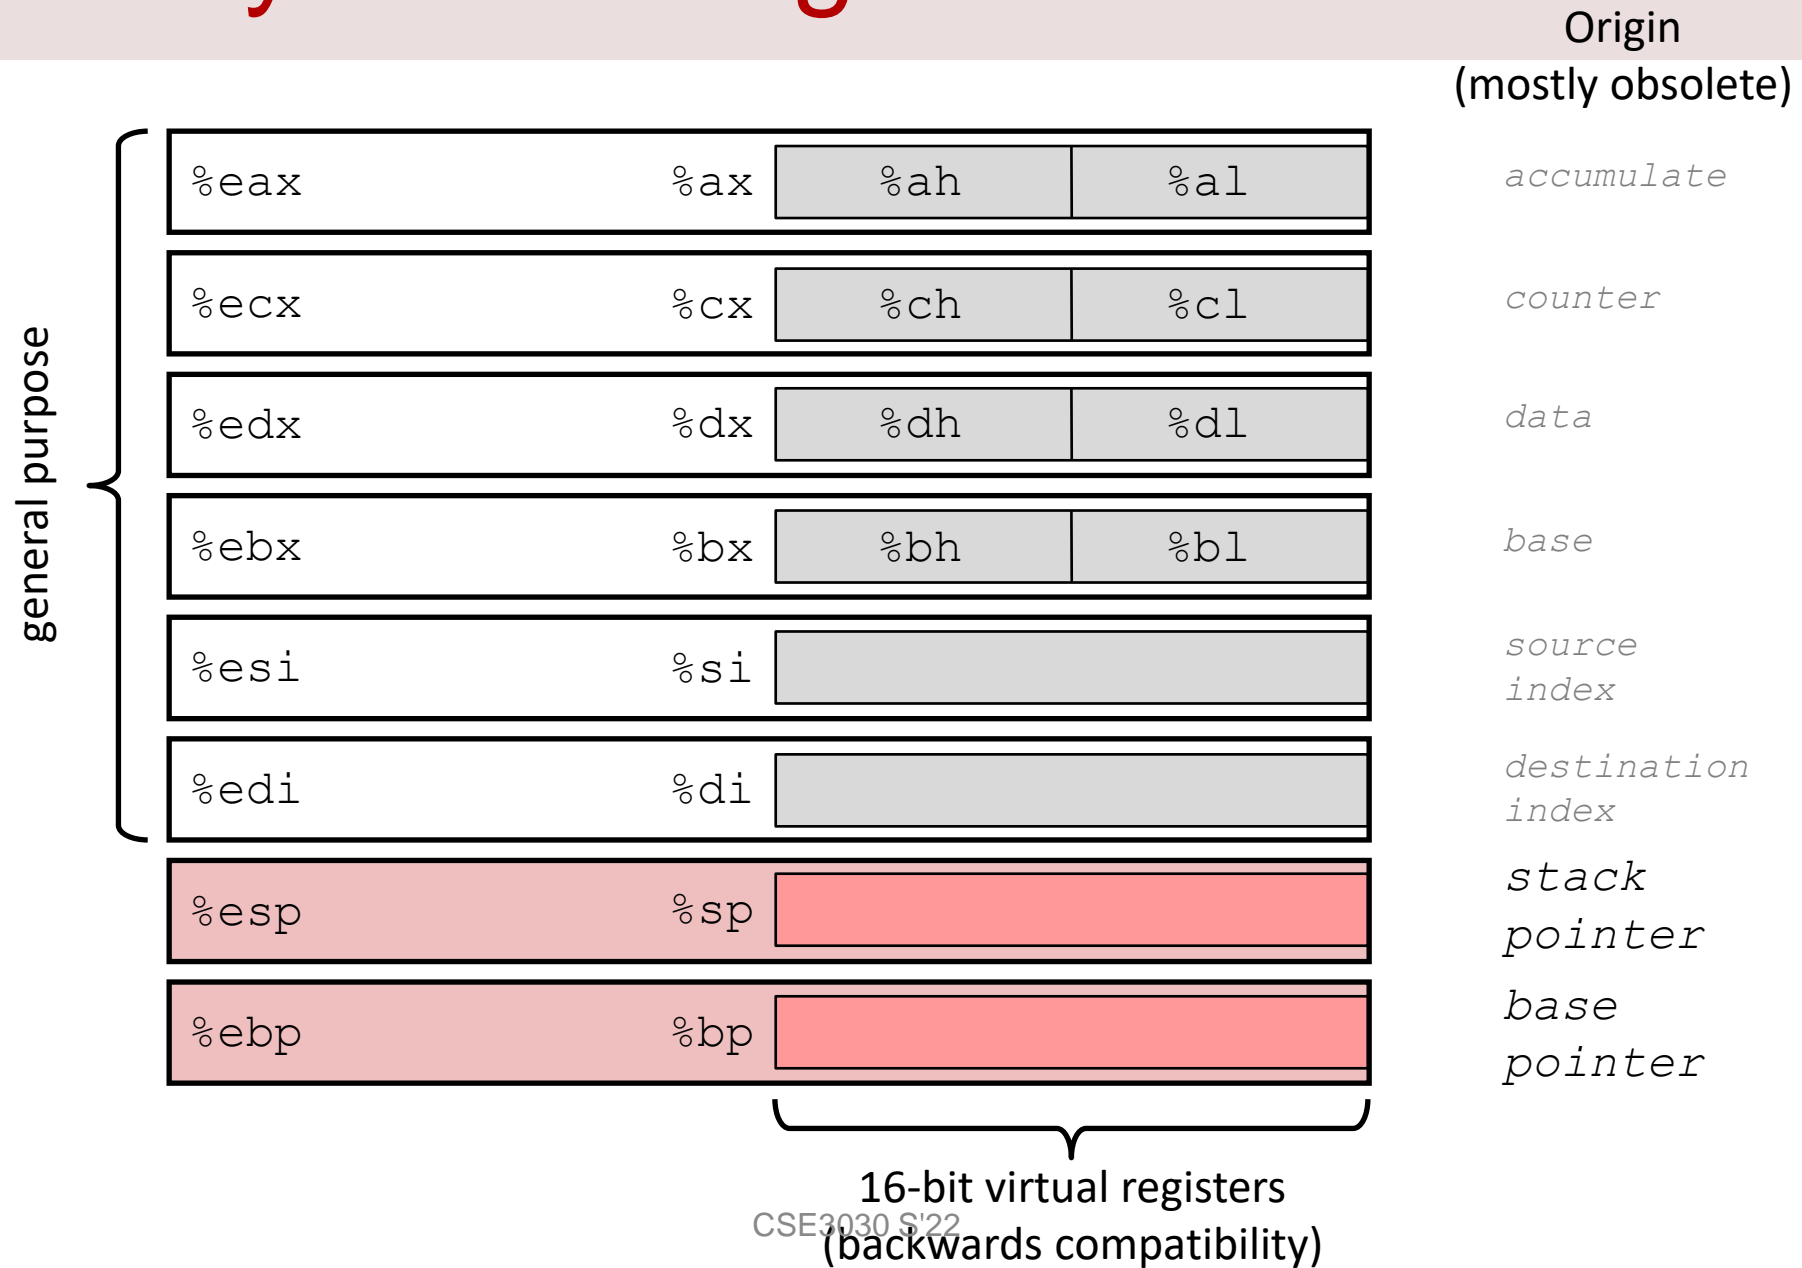 Origin
(mostly obsolete)
general purpose
%eax %ax %ah %al accumulate
%ecx %cx %ch %cl counter
%edx %dx %dh %dl data
%ebx %bx %bh %bl base
%esi %si source
index
%edi %di destination
index
%esp %sp stack
pointer
%ebp %bp base
pointer
16-bit virtual registers
CSE3030 S'22
(backwards compatibility)